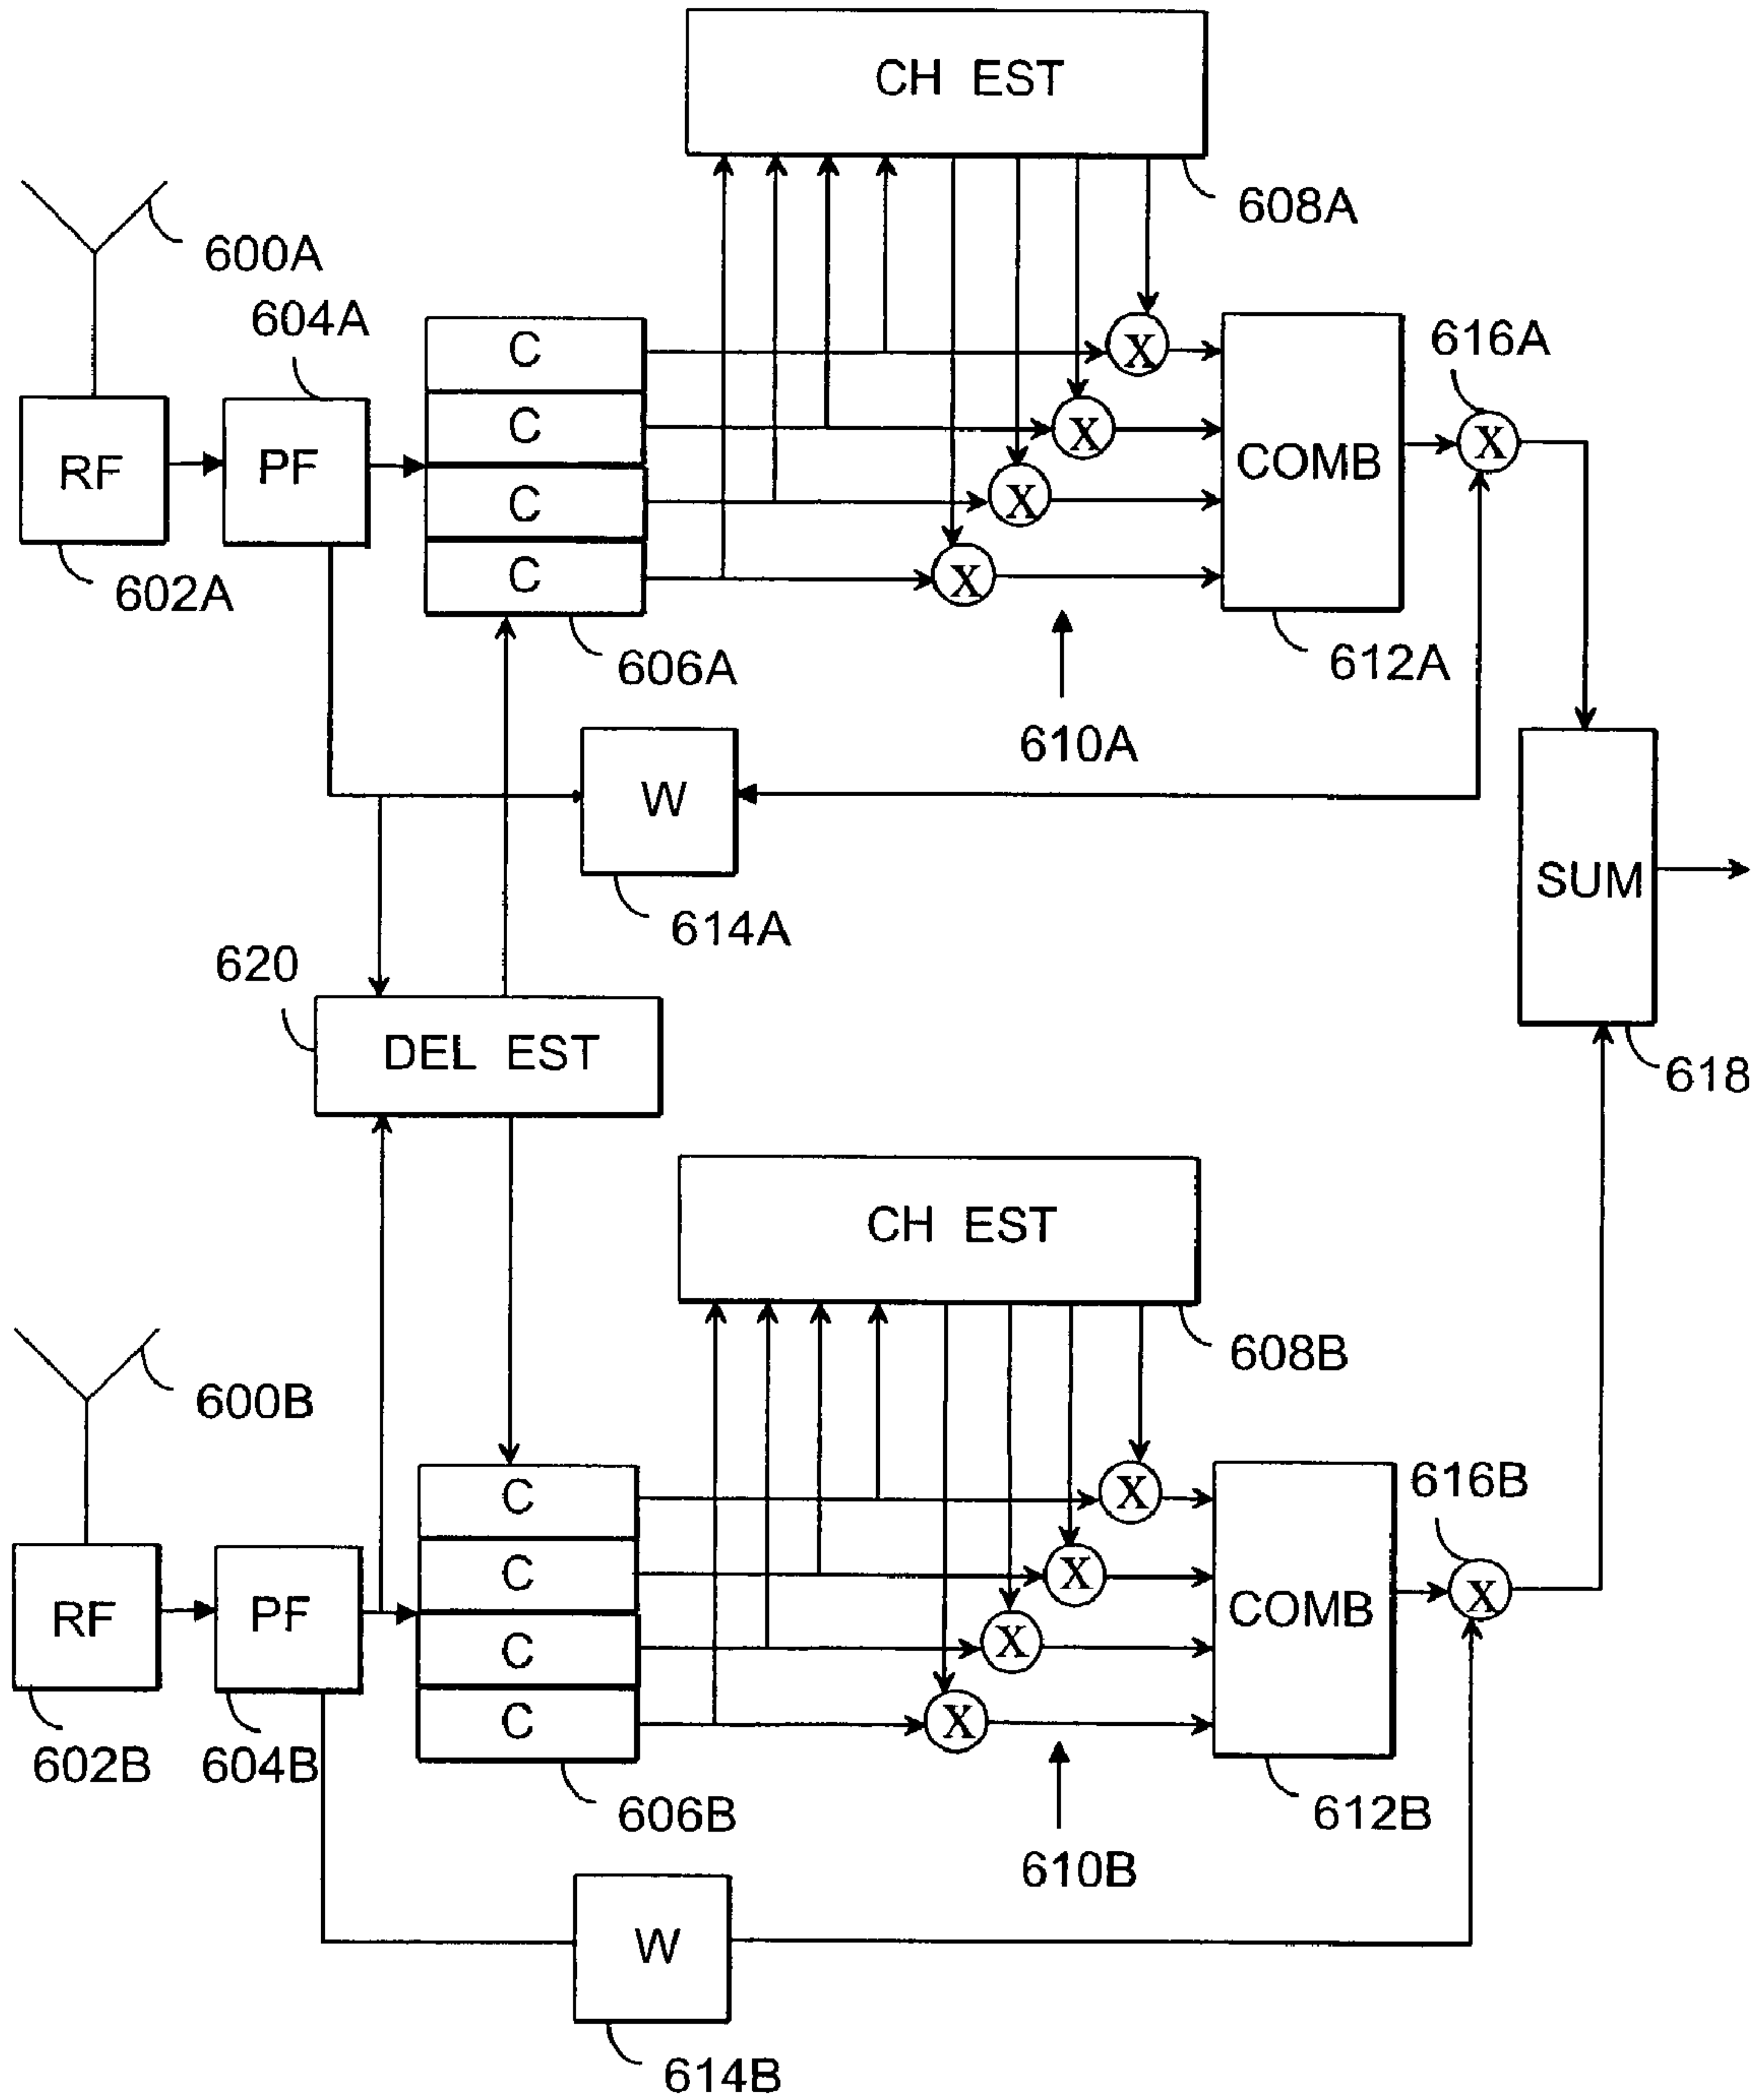 CH EST
608A
600A
604A
C
X
616A
C
X
X
RF
PF
COMB
C
X
C
X
602A
606A
612A
610A
W
SUM
614A
620
DEL EST
618
CH EST
608B
600B
C
X
616B
C
X
X
RF
PF
COMB
C
X
C
X
602B
604B
606B
612B
610B
W
614B